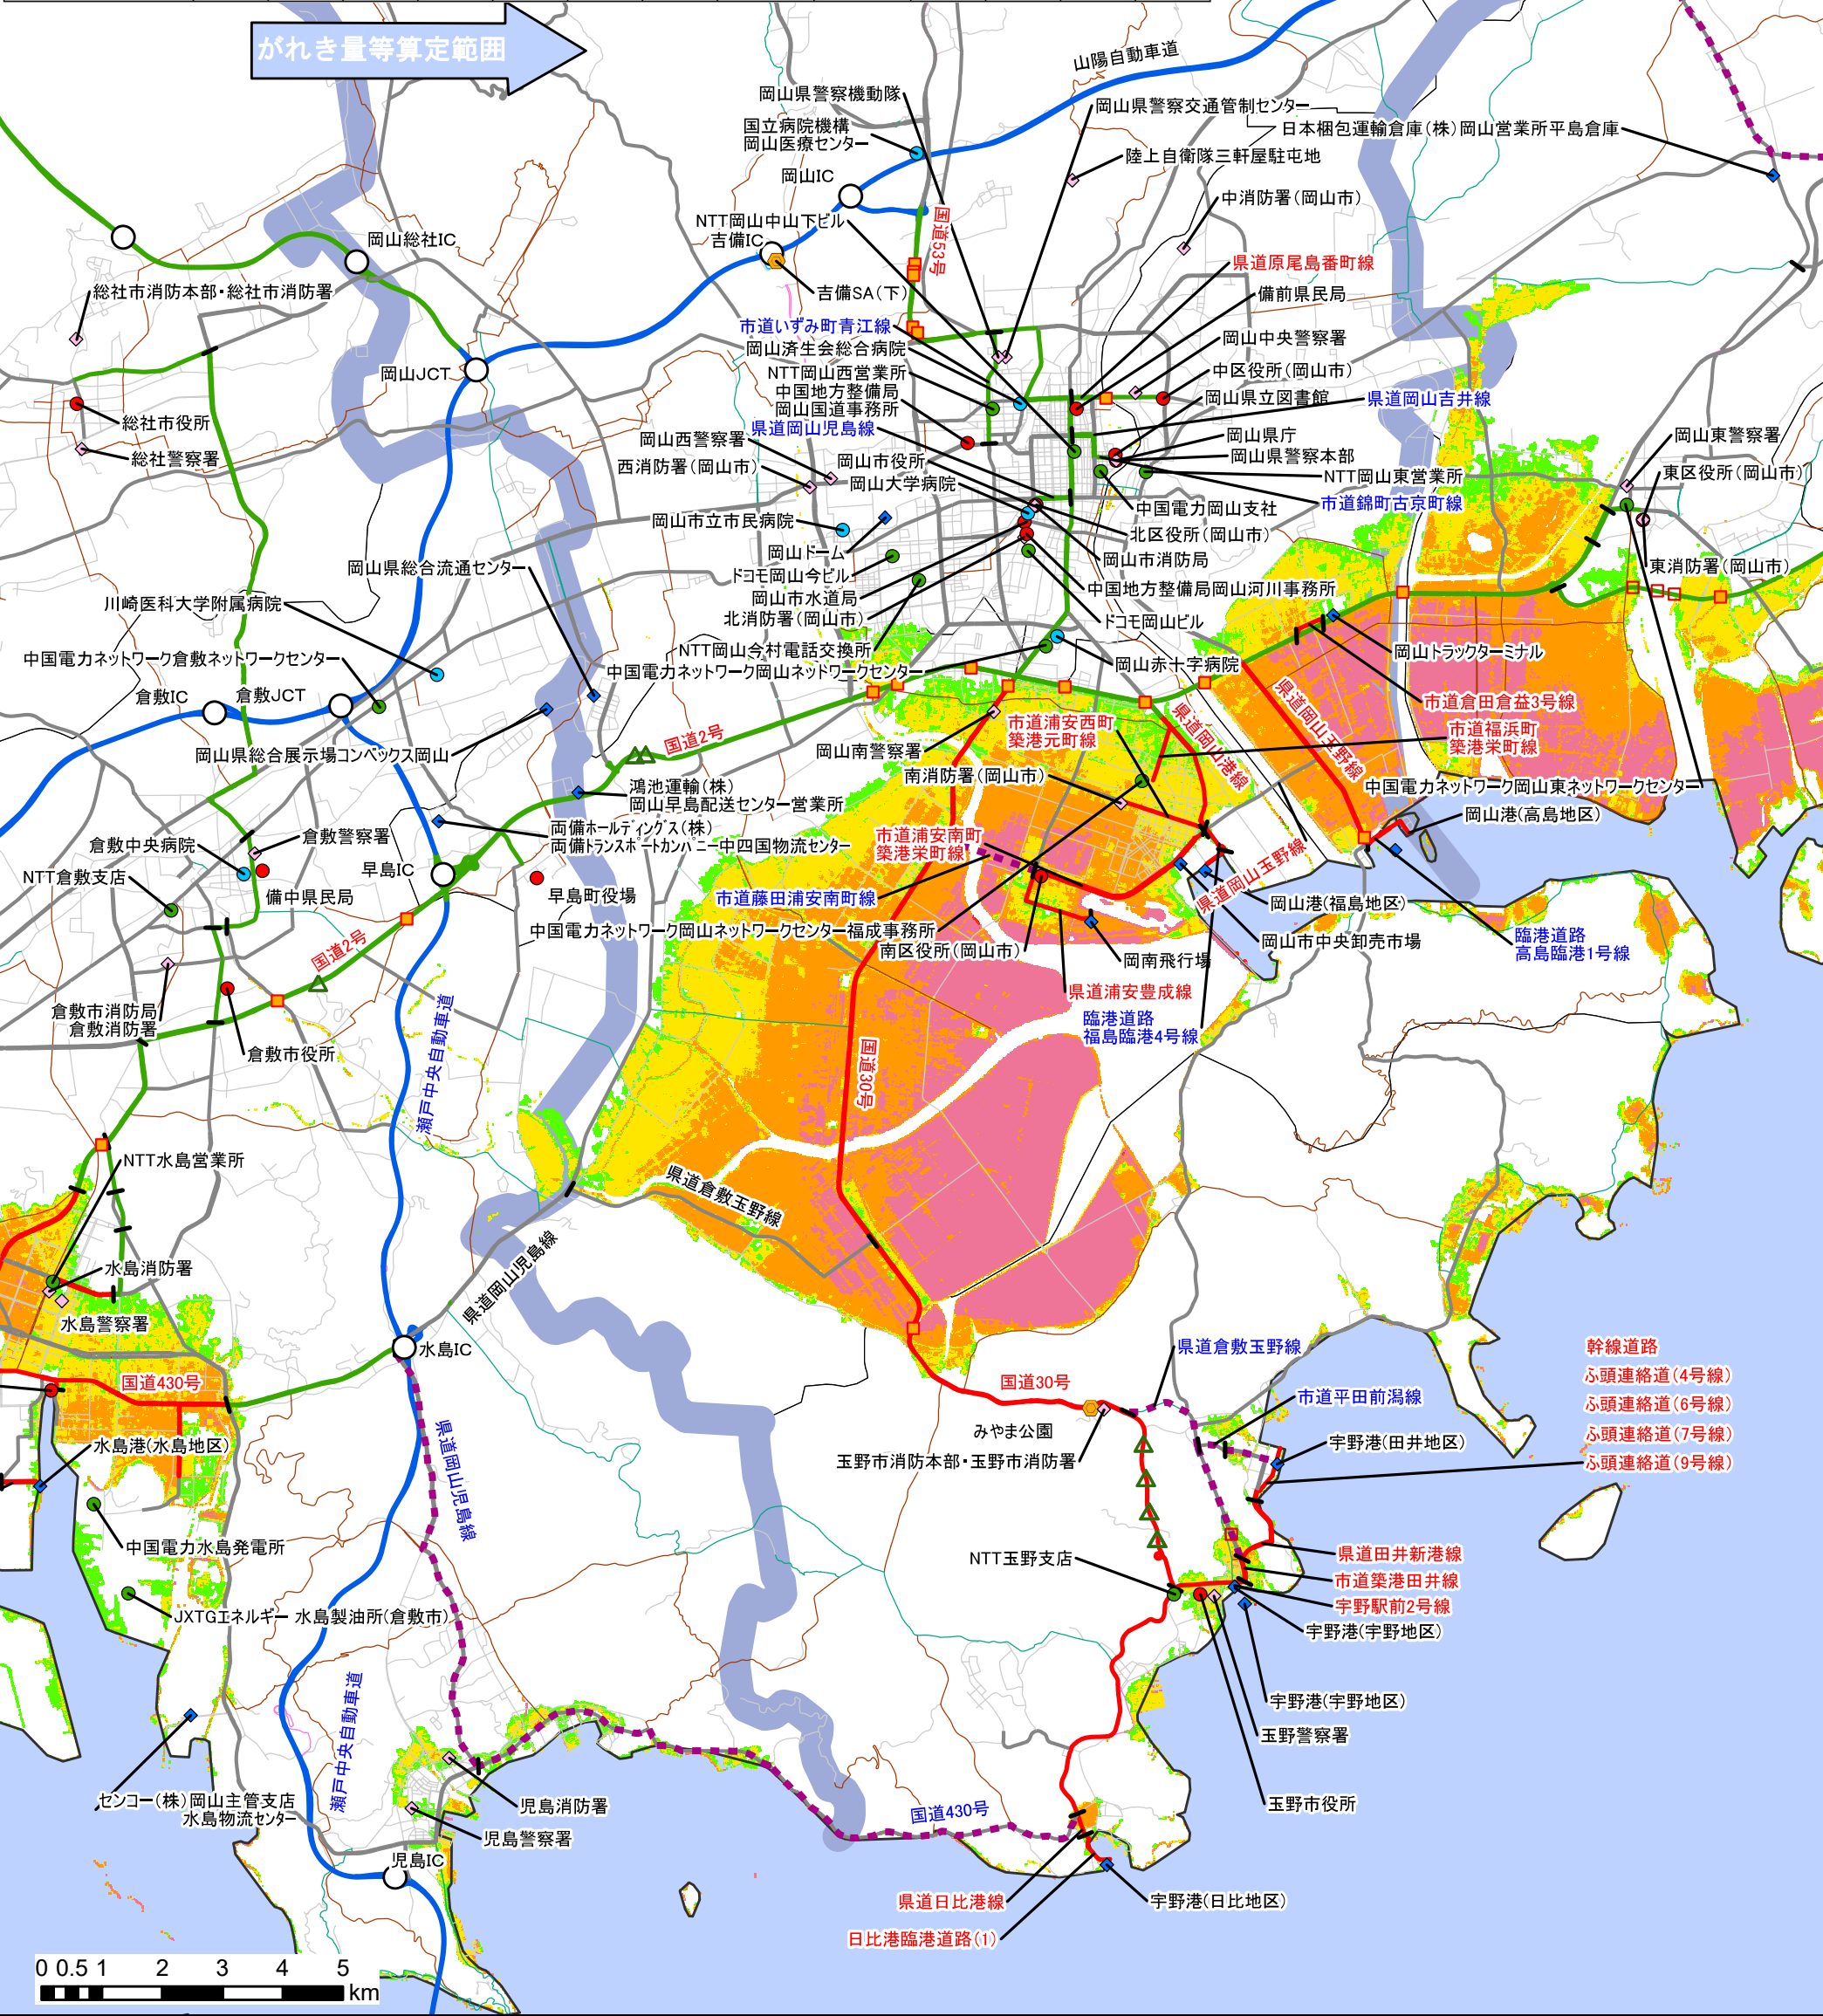 がれき量等算定範囲
山陽自動車道
岡山県警察機動隊
岡山県警察交通管制センター
国立病院機構
岡山医療センター
日本梱包運輸倉庫(株)岡山営業所平島倉庫
陸上自衛隊三軒屋駐屯地
岡山IC
中消防署(岡山市)
NTT岡山中山下ビル
国道53号
吉備IC
岡山総社IC
県道原尾島番町線
総社市消防本部・総社市消防署
吉備SA(下)
備前県民局
市道いずみ町青江線
岡山中央警察署
岡山済生会総合病院
岡山JCT
NTT岡山西営業所
中区役所(岡山市)
中国地方整備局
岡山国道事務所
岡山県立図書館
県道岡山吉井線
総社市役所
県道岡山児島線
岡山西警察署
岡山県庁
岡山東警察署
総社警察署
西消防署(岡山市)
岡山市役所
岡山県警察本部
岡山大学病院
NTT岡山東営業所
東区役所(岡山市)
市道錦町古京町線
中国電力岡山支社
岡山市立市民病院
北区役所(岡山市)
岡山ドーム
岡山市消防局
岡山県総合流通センター
ドコモ岡山今ビル
東消防署(岡山市)
中国地方整備局岡山河川事務所
川崎医科大学附属病院
岡山市水道局
北消防署(岡山市)
ドコモ岡山ビル
NTT岡山今村電話交換所
岡山トラックターミナル
中国電力ネットワーク倉敷ネットワークセンター
中国電力ネットワーク岡山ネットワークセンター
岡山赤十字病院
倉敷IC
倉敷JCT
県道岡山玉野線
市道倉田倉益3号線
市道浦安西町
築港元町線
県道岡山港線
市道福浜町
築港栄町線
国道2号
岡山県総合展示場コンベックス岡山
岡山南警察署
南消防署(岡山市)
鴻池運輸(株)
岡山早島配送センター営業所
中国電力ネットワーク岡山東ネットワークセンター
岡山港(高島地区)
両備ホールディングス(株)
両備トランスポートカンパニー中四国物流センター
倉敷警察署
倉敷中央病院
市道浦安南町
築港栄町線
早島IC
NTT倉敷支店
備中県民局
早島町役場
市道藤田浦安南町線
県道岡山玉野線
岡山港(福島地区)
中国電力ネットワーク岡山ネットワークセンター福成事務所
国道2号
南区役所(岡山市)
岡山市中央卸売市場
臨港道路
高島臨港1号線
岡南飛行場
県道浦安豊成線
倉敷市消防局
倉敷消防署
臨港道路
福島臨港4号線
倉敷市役所
瀬戸中央自動車道
国道30号
NTT水島営業所
県道倉敷玉野線
水島消防署
県道岡山児島線
水島警察署
水島IC
県道倉敷玉野線
幹線道路
国道430号
国道30号
ふ頭連絡道(4号線)
市道平田前潟線
ふ頭連絡道(6号線)
みやま公園
ふ頭連絡道(7号線)
水島港(水島地区)
県道岡山児島線
宇野港(田井地区)
玉野市消防本部・玉野市消防署
ふ頭連絡道(9号線)
中国電力水島発電所
NTT玉野支店
県道田井新港線
市道築港田井線
JXTGエネルギー 水島製油所(倉敷市)
宇野駅前2号線
宇野港(宇野地区)
瀬戸中央自動車道
宇野港(宇野地区)
玉野警察署
センコー(株)岡山主管支店
水島物流センター
児島消防署
玉野市役所
国道430号
児島警察署
児島IC
県道日比港線
宇野港(日比地区)
日比港臨港道路(1)
0 0.5 1 2 3 4 5
km